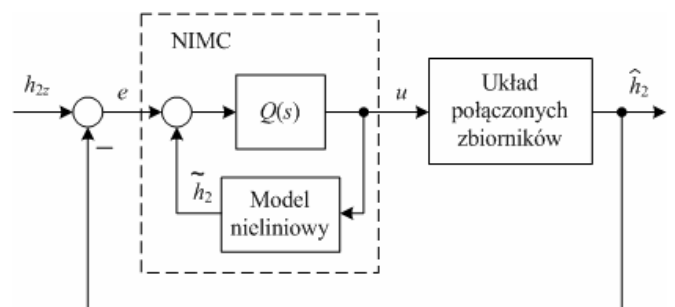 NIMC
h₂z
e
Q(s)
u
Układ
połączonych
zbiorników
ĥ₂
−
h̃₂
Model
nieliniowy